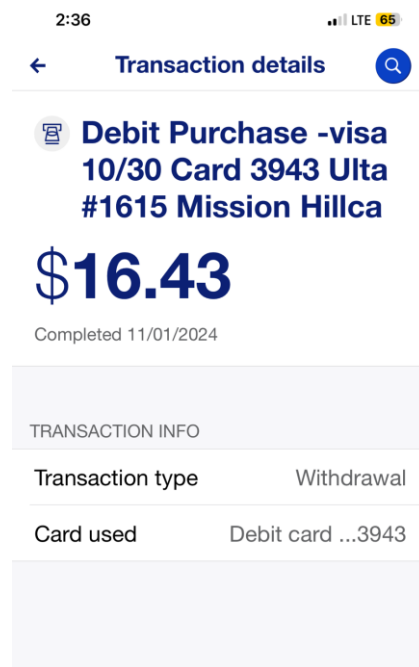 2:36 LTE 65
Transaction details
Debit Purchase -visa
10/30 Card 3943 Ulta
#1615 Mission Hillca
$16.43
Completed 11/01/2024
TRANSACTION INFO
Transaction type Withdrawal
Card used Debit card ...3943